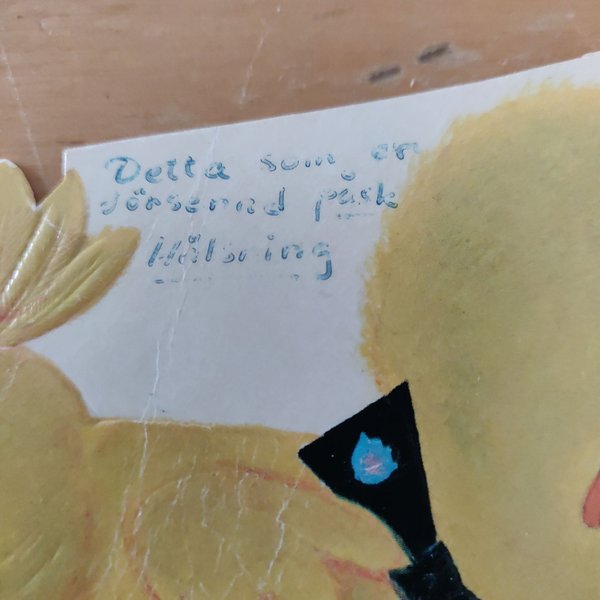 Detta som en
försenad påsk
Hälsning